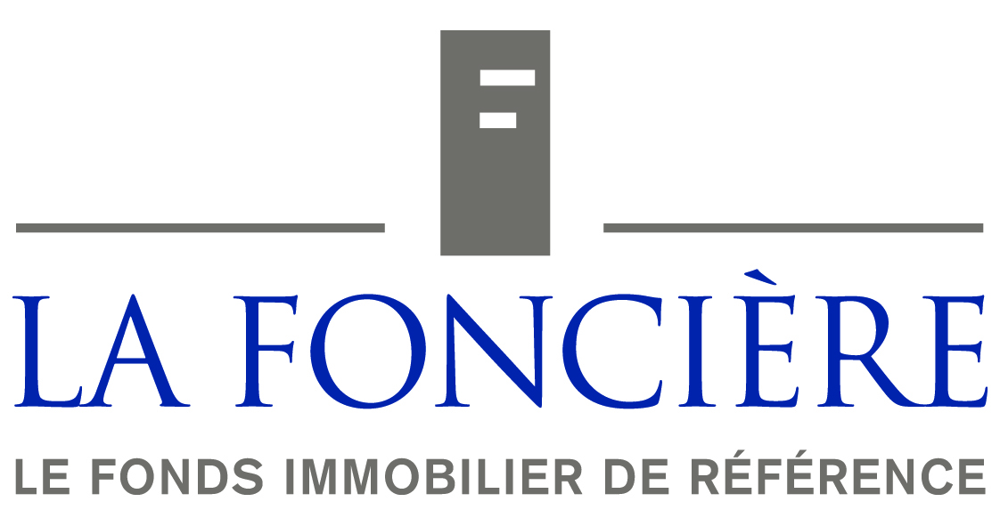 LA FONCIÈRE
LE FONDS IMMOBILIER DE RÉFÉRENCE